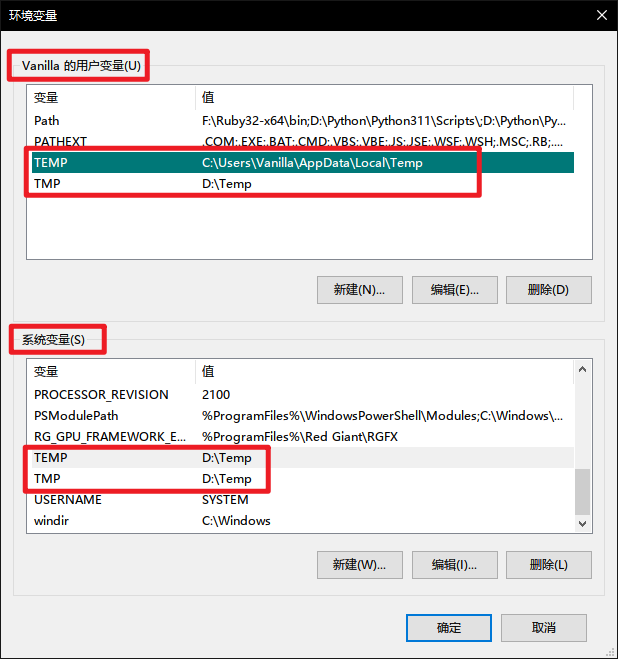 环境变量
Vanilla 的用户变量(U)
变量 值
Path F:\Ruby32-x64\bin;D:\Python\Python311\Scripts\;D:\Python\Py...
PATHEXT .COM;.EXE;.BAT;.CMD;.VBS;.VBE;.JS;.JSE;.WSF;.WSH;.MSC;.RB;....
TEMP C:\Users\Vanilla\AppData\Local\Temp
TMP D:\Temp
新建(N)... 编辑(E)... 删除(D)
系统变量(S)
变量 值
PROCESSOR_REVISION 2100
PSModulePath %ProgramFiles%\WindowsPowerShell\Modules;C:\Windows\...
RG_GPU_FRAMEWORK_E... %ProgramFiles%\Red Giant\RGFX
TEMP D:\Temp
TMP D:\Temp
USERNAME SYSTEM
windir C:\Windows
新建(W)... 编辑(I)... 删除(L)
确定 取消